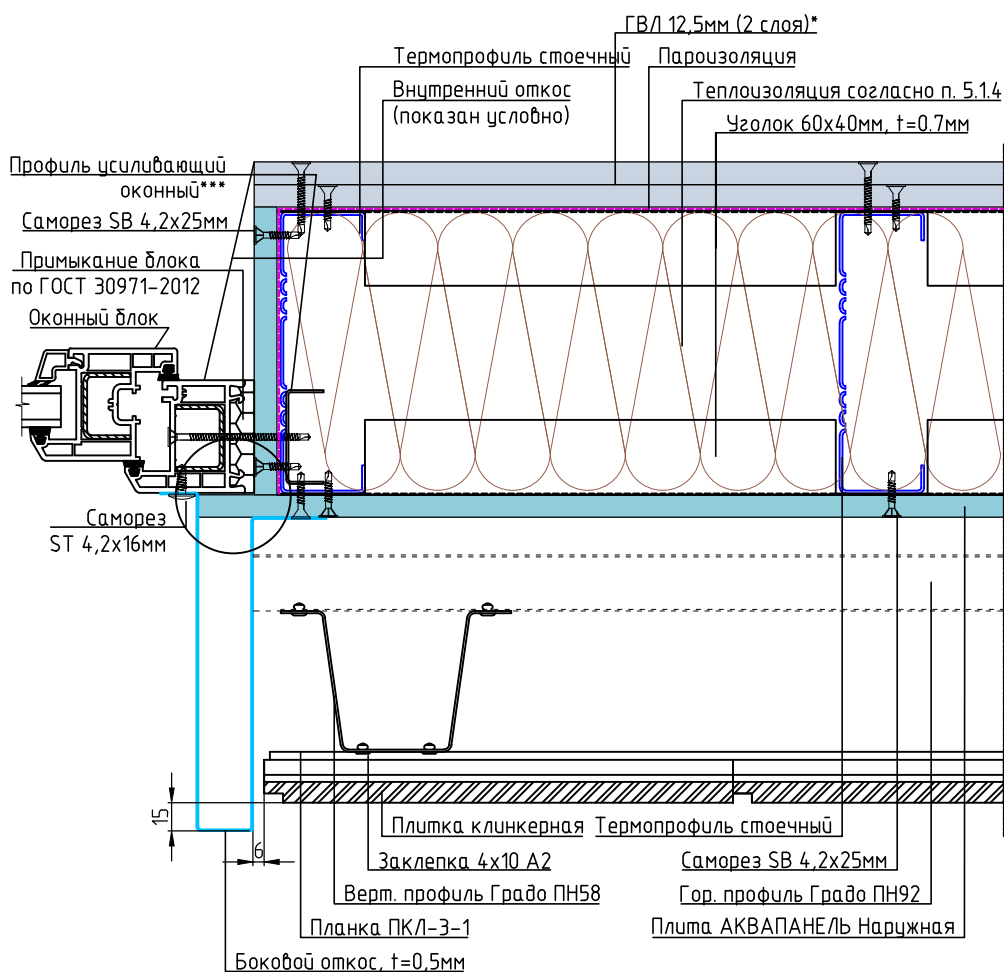 ГВЛ 12,5мм (2 слоя)*
Термопрофиль стоечный
Пароизоляция
Внутренний откос
(показан условно)
Теплоизоляция согласно п. 5.1.4
Уголок 60х40мм, t=0.7мм
Профиль усиливающий
оконный***
Саморез SB 4,2х25мм
Примыкание блока
по ГОСТ 30971-2012
Оконный блок
Саморез
ST 4,2х16мм
15
6
Плитка клинкерная
Термопрофиль стоечный
Заклепка 4х10 А2
Саморез SB 4,2х25мм
Верт. профиль Градо ПН58
Гор. профиль Градо ПН92
Планка ПКЛ-3-1
Плита АКВАПАНЕЛЬ Наружная
Боковой откос, t=0,5мм